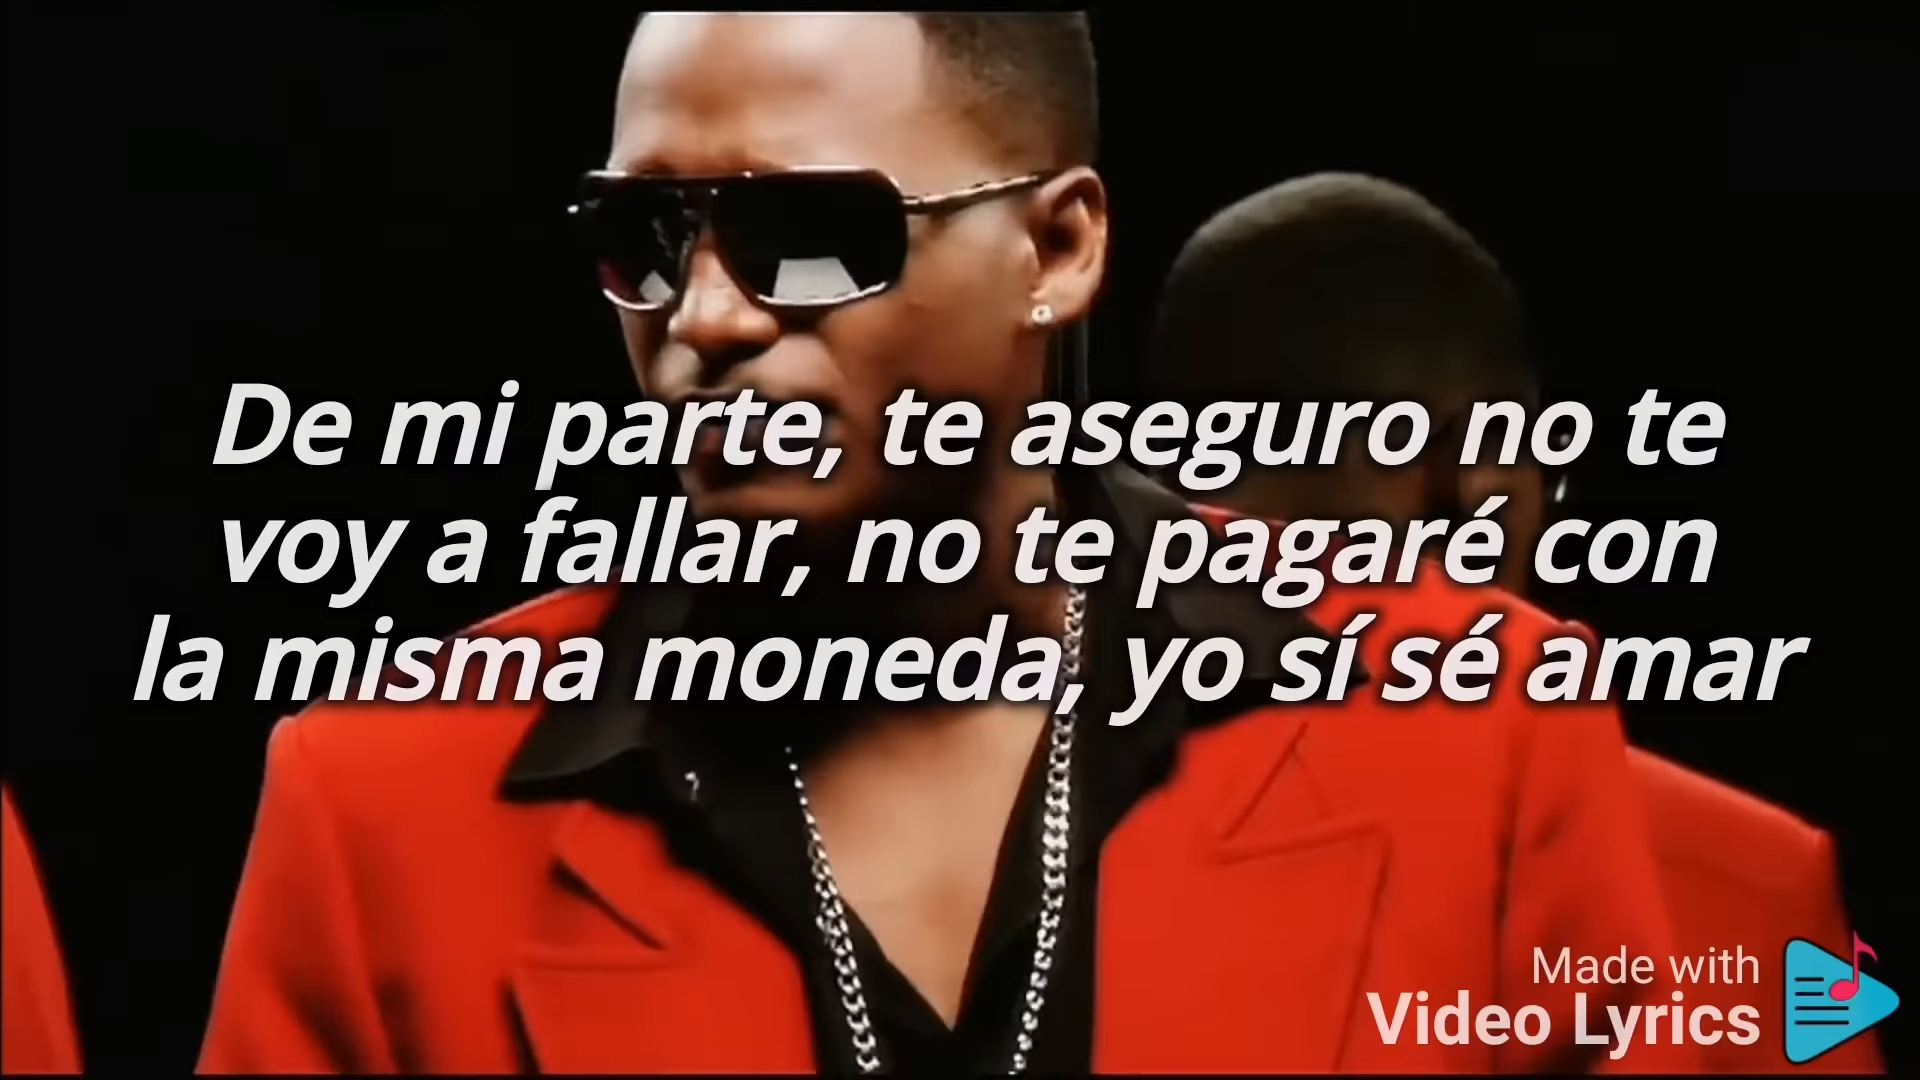 De mi parte, te aseguro no te
voy a fallar, no te pagaré con
la misma moneda, yo sí sé amar
Made with
Video Lyrics